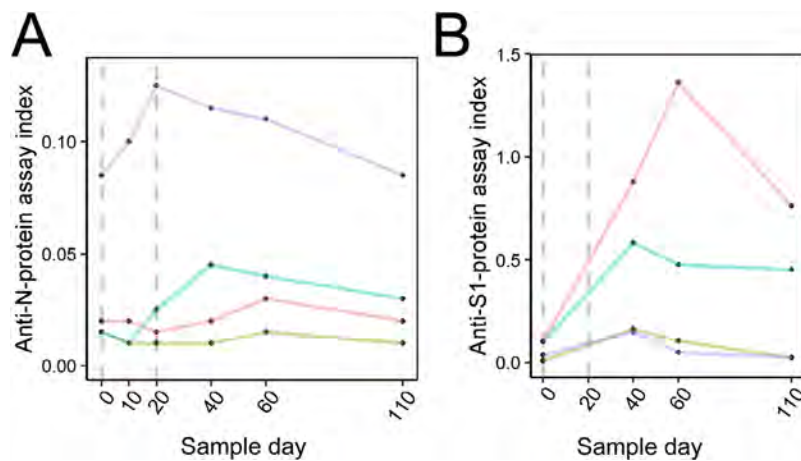 A
Anti-N-protein assay index
0.10
0.05
0.00
0 10 20 40 60 110
Sample day
B
Anti-S1-protein assay index
1.5
1.0
0.5
0.0
0 20 40 60 110
Sample day